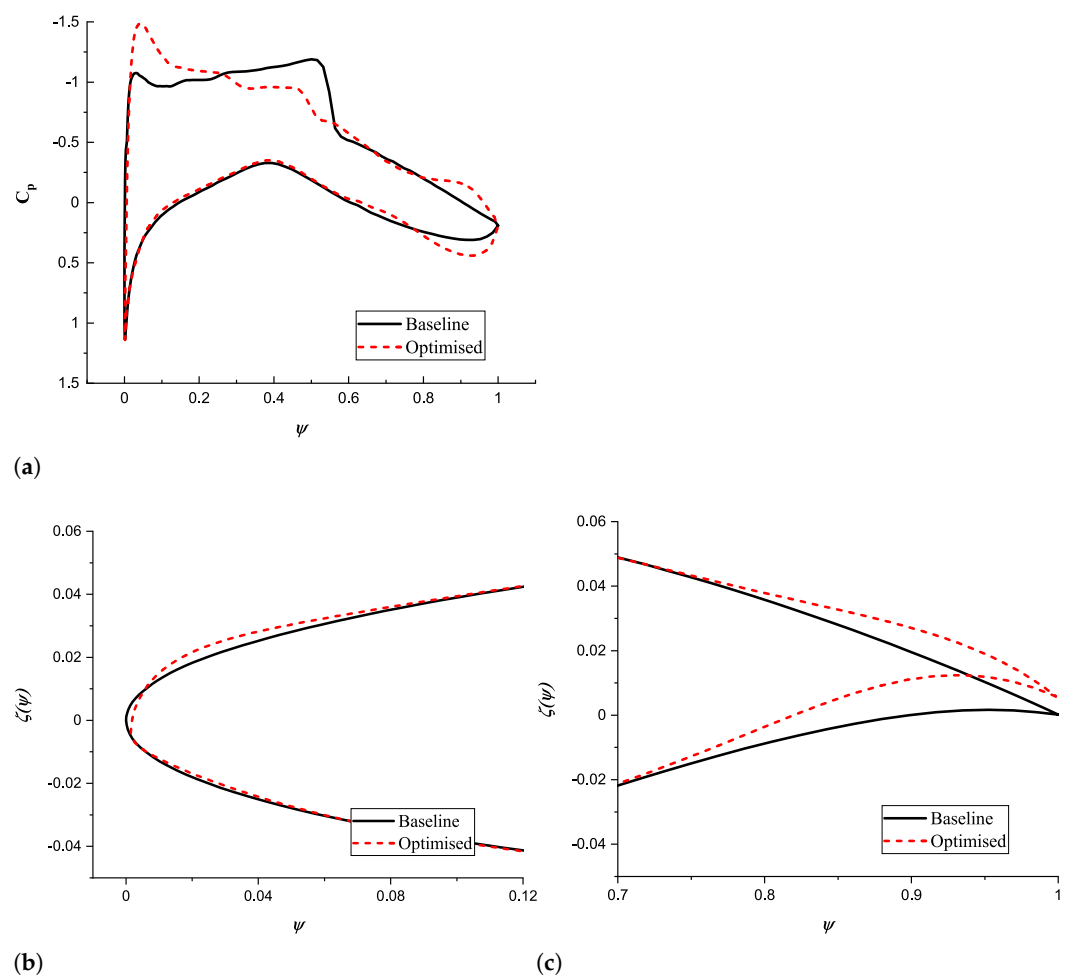 -1.5
-1
-0.5
0
0.5
1
1.5
C_p
0
0.2
0.4
0.6
0.8
1
ψ
Baseline
Optimised
(a)
0.06
0.04
0.02
0
-0.02
-0.04
ζ(ψ)
0
0.04
0.08
0.12
ψ
Baseline
Optimised
(b)
0.06
0.04
0.02
0
-0.02
-0.04
ζ(ψ)
0.7
0.8
0.9
1
ψ
Baseline
Optimised
(c)